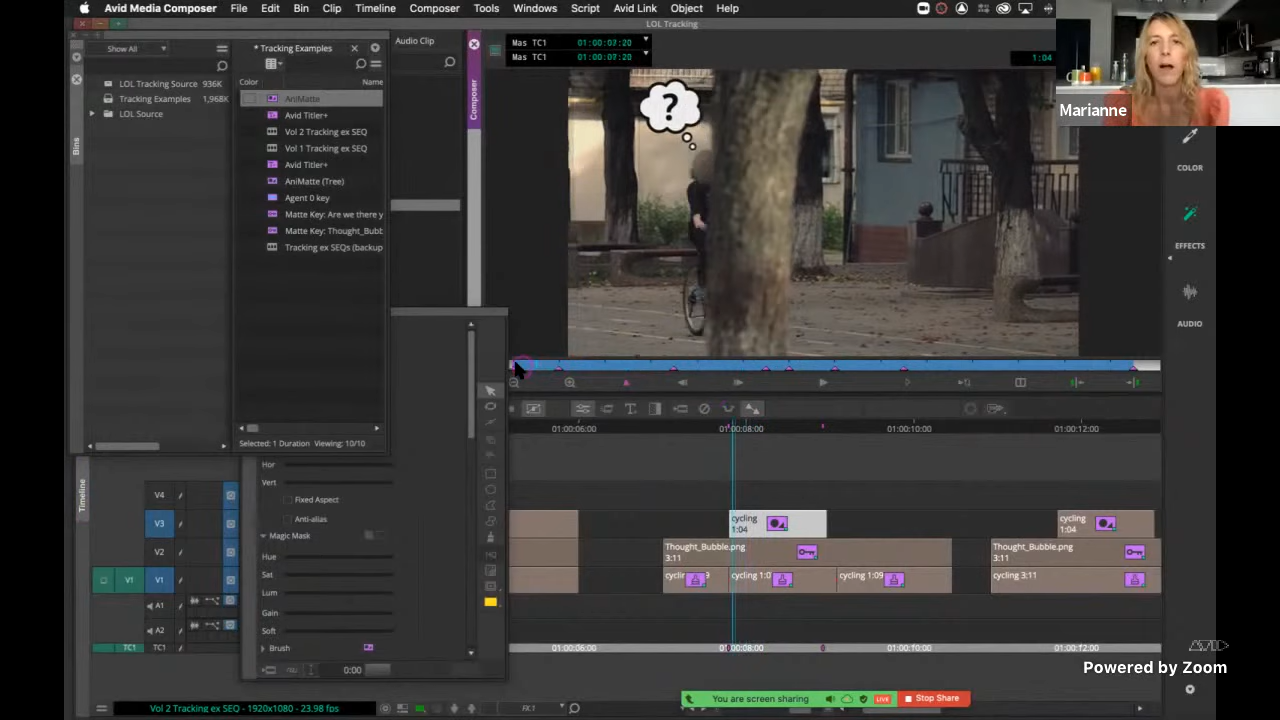 Avid Media Composer File Edit Bin Clip Timeline Composer Tools Windows Script Avid Link Other Help
LOL Tracking
Show All
* Tracking Examples
Audio Clip
Bins
LOL Tracking Source 936K
Tracking Examples 1,968K
LOL Source
Color Name
AniMatte
Avid Titler+
Vol 2 Tracking ex SEQ
Vol 1 Tracking ex SEQ
Avid Titler+
AniMatte (Tree)
Agent 0 key
Matte Key: Are we there y
Matte Key: Thought_Bubb
Tracking ex SEQs (backup
Selected: 1 Duration Viewing: 10/10
Composer
Mas TC1 01:00:07:20
Mas TC1 01:00:07:20
1:04
?
Marianne
COLOR
EFFECTS
AUDIO
Hor
Vert
Fixed Aspect
Anti-alias
Magic Mask
Hue
Sat
Lum
Gain
Soft
Brush
0:00
Timeline
V4
V3
V2
V1 V1
A1
A2
TC1 TC1
01:00:06:00 01:00:08:00 01:00:10:00 01:00:12:00
cycling
1:04
cycling
1:04
Thought_Bubble.png
3:11
Thought_Bubble.png
3:11
cyclir 9
cycling 1:0
cycling 1:09
cycling 3:11
01:00:06:00 01:00:08:00 01:00:10:00 01:00:12:00
AVID
Powered by Zoom
You are screen sharing LIVE Stop Share
Vol 2 Tracking ex SEQ - 1920x1080 - 23.98 fps
FX.1